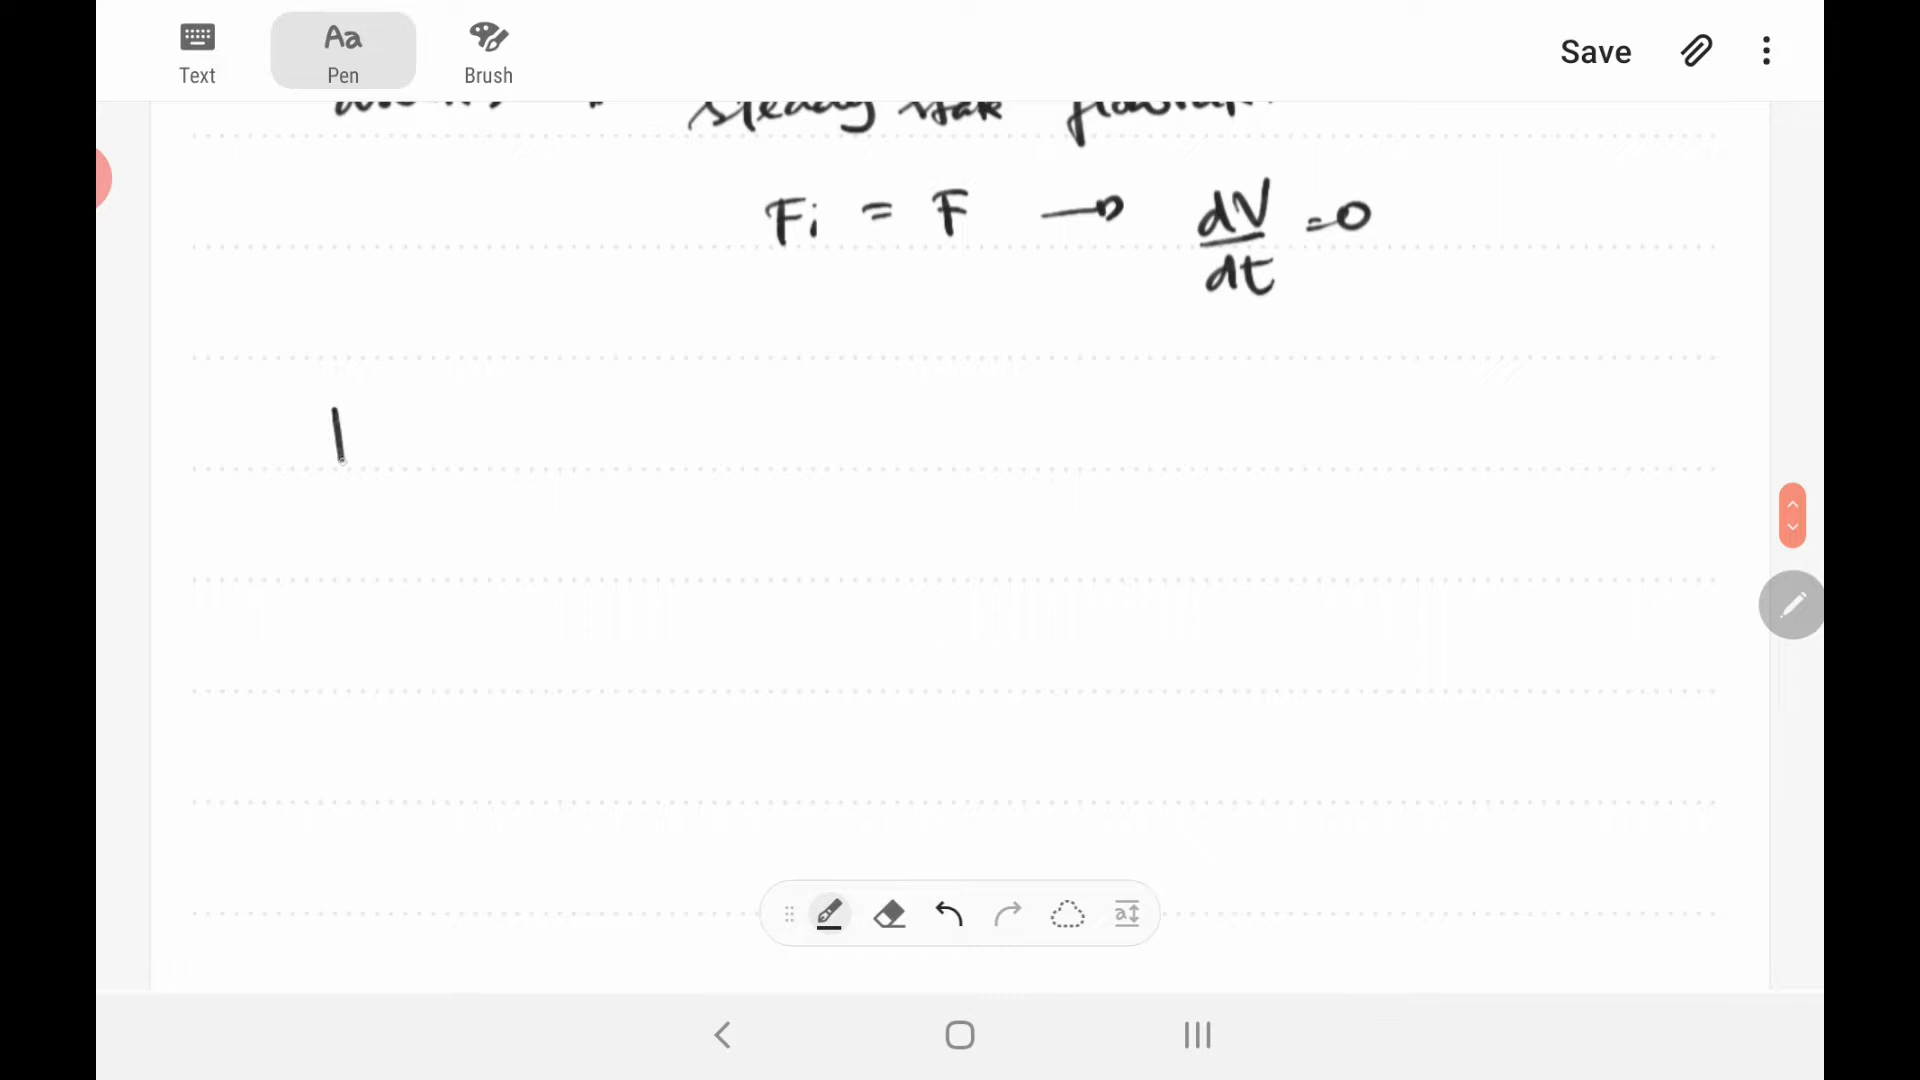 Text Pen Brush Save
steady state
Fi = F → dV/dt = 0